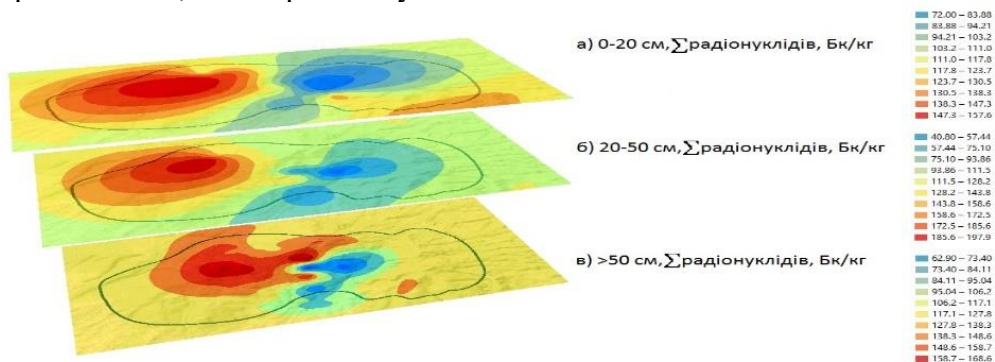 а) 0-20 см,∑радіонуклідів, Бк/кг
72.00 – 83.88
83.88 – 94.21
94.21 – 103.2
103.2 – 111.0
111.0 – 117.8
117.8 – 123.7
123.7 – 130.5
130.5 – 138.3
138.3 – 147.3
147.3 – 157.6
б) 20-50 см,∑радіонуклідів, Бк/кг
40.80 – 57.44
57.44 – 75.10
75.10 – 93.86
93.86 – 111.5
111.5 – 128.2
128.2 – 143.8
143.8 – 158.6
158.6 – 172.5
172.5 – 185.6
185.6 – 197.9
в) >50 см,∑радіонуклідів, Бк/кг
62.90 – 73.40
73.40 – 84.11
84.11 – 95.04
95.04 – 106.2
106.2 – 117.1
117.1 – 127.8
127.8 – 138.3
138.3 – 148.6
148.6 – 158.7
158.7 – 168.6